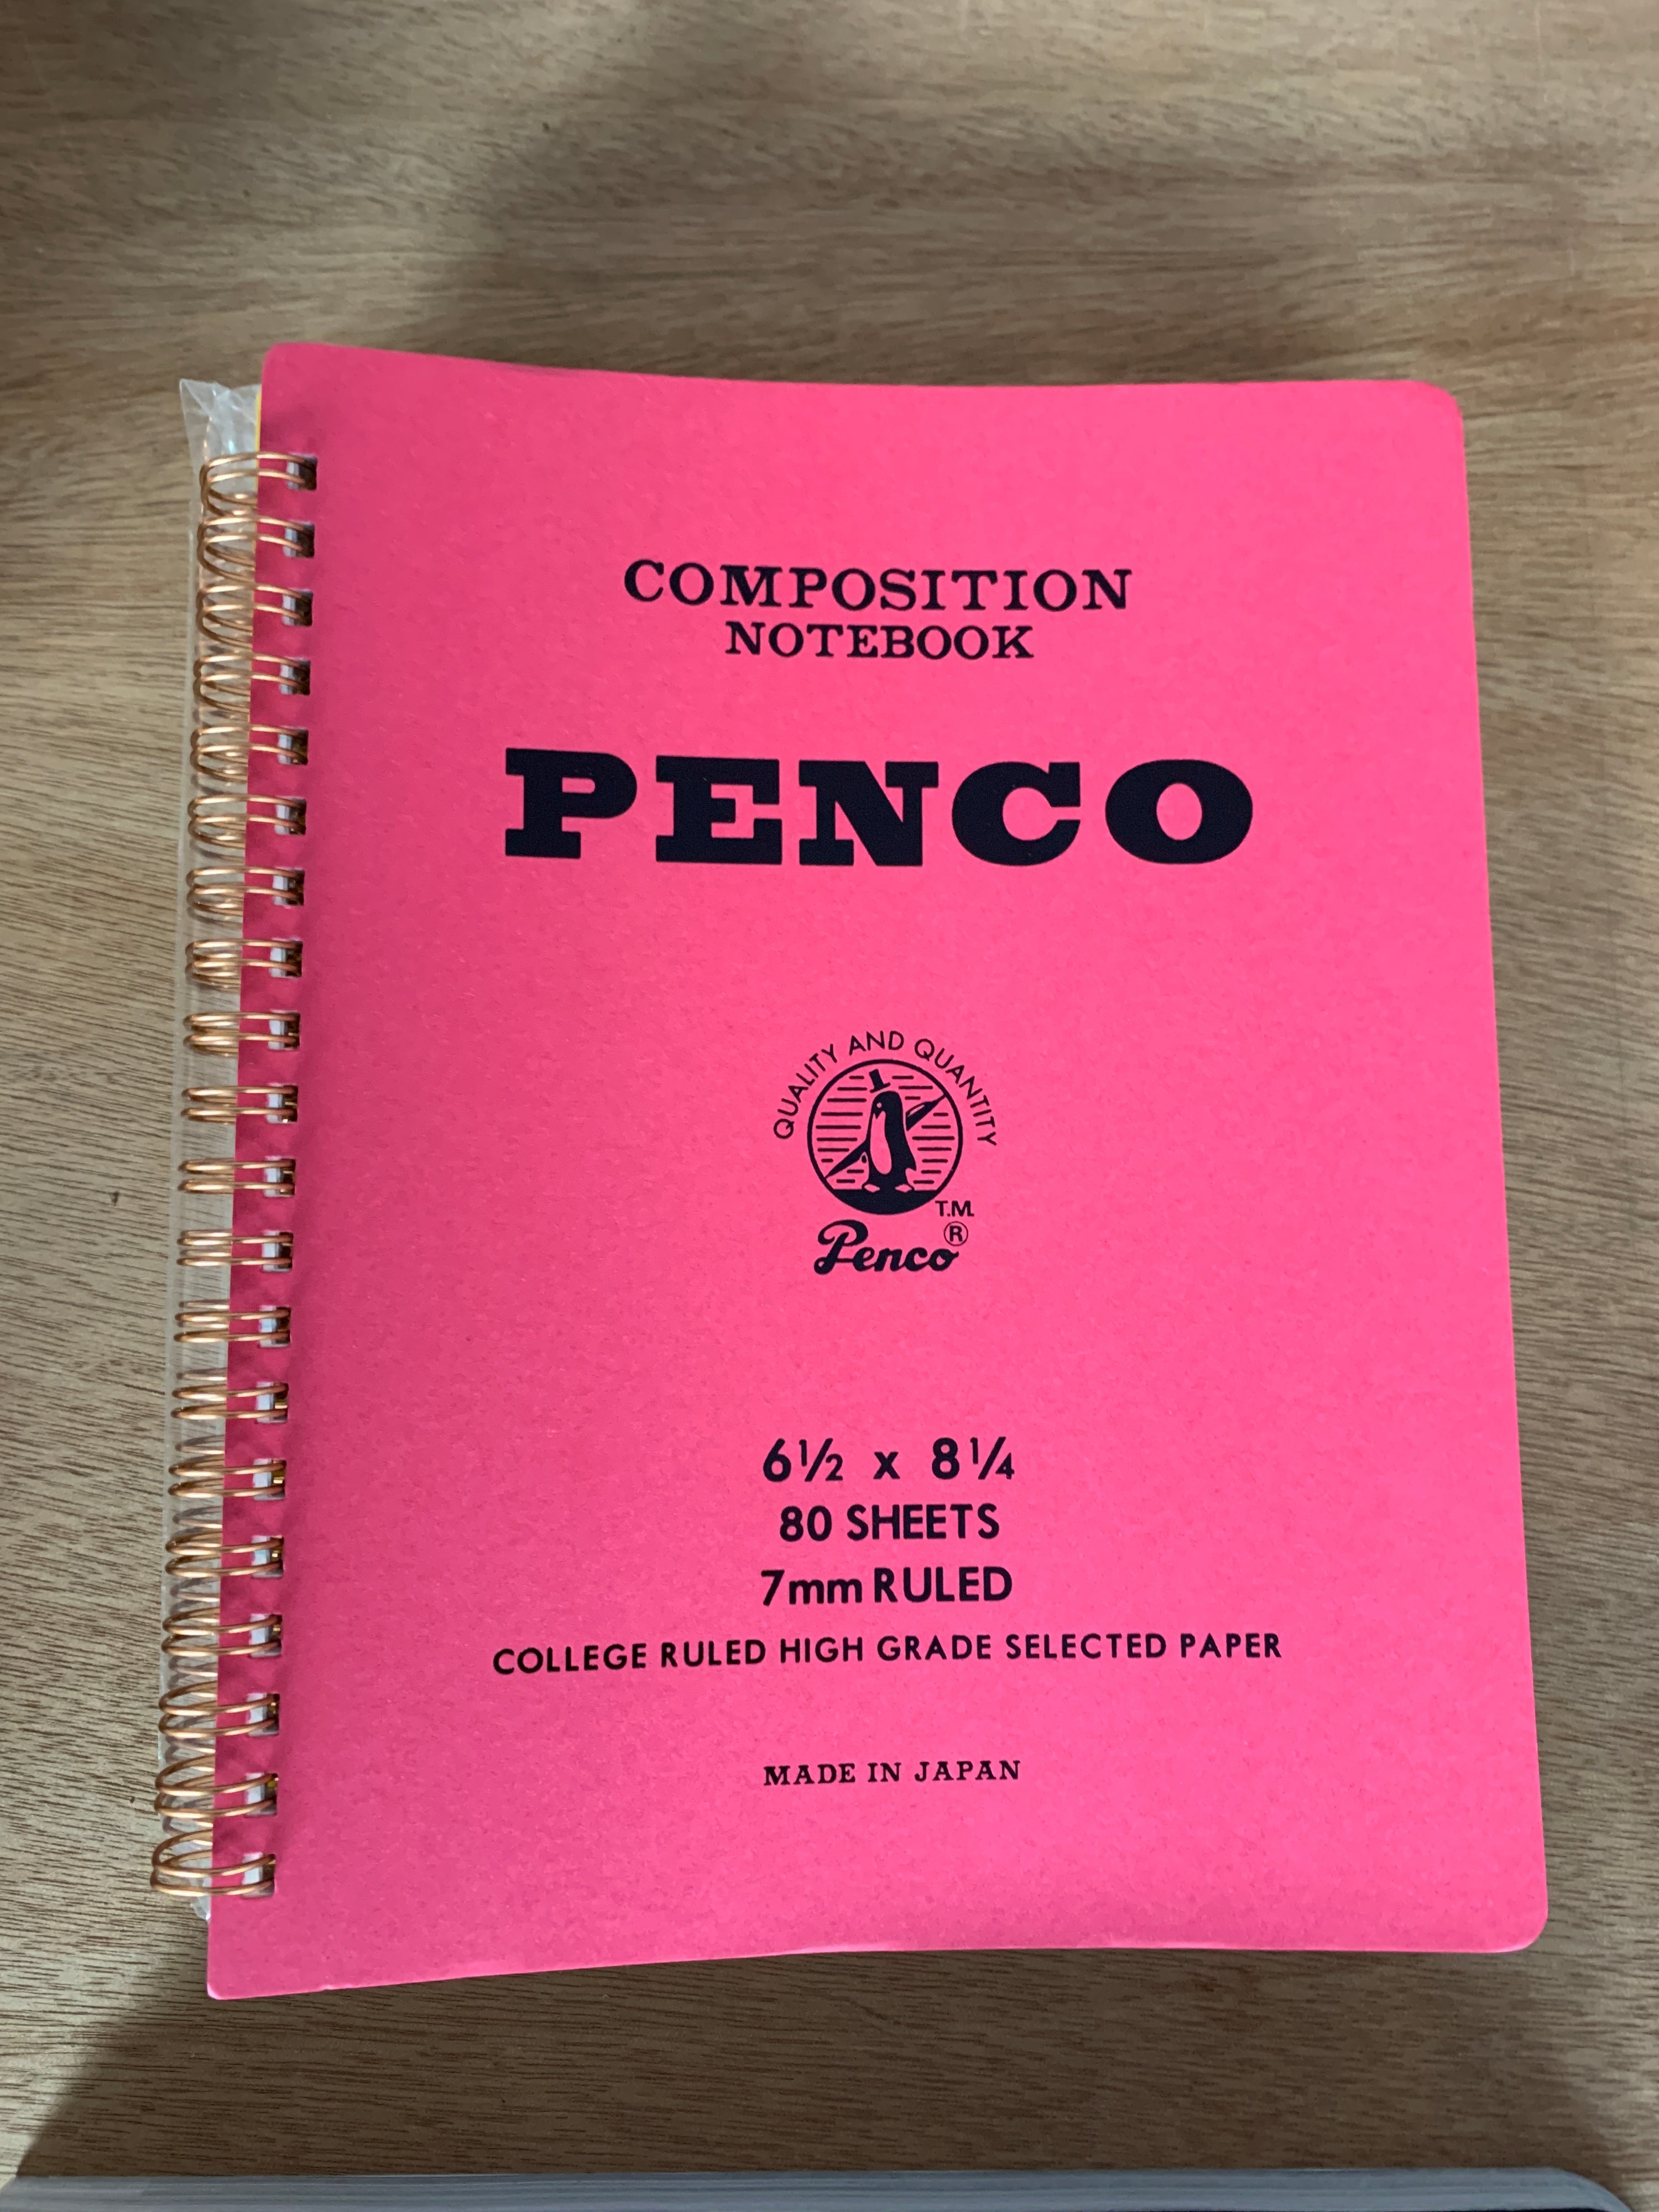 COMPOSITION
NOTEBOOK
PENCO
QUALITY AND QUANTITY
T.M.
Penco®
6½ x 8¼
80 SHEETS
7mm RULED
COLLEGE RULED HIGH GRADE SELECTED PAPER
MADE IN JAPAN